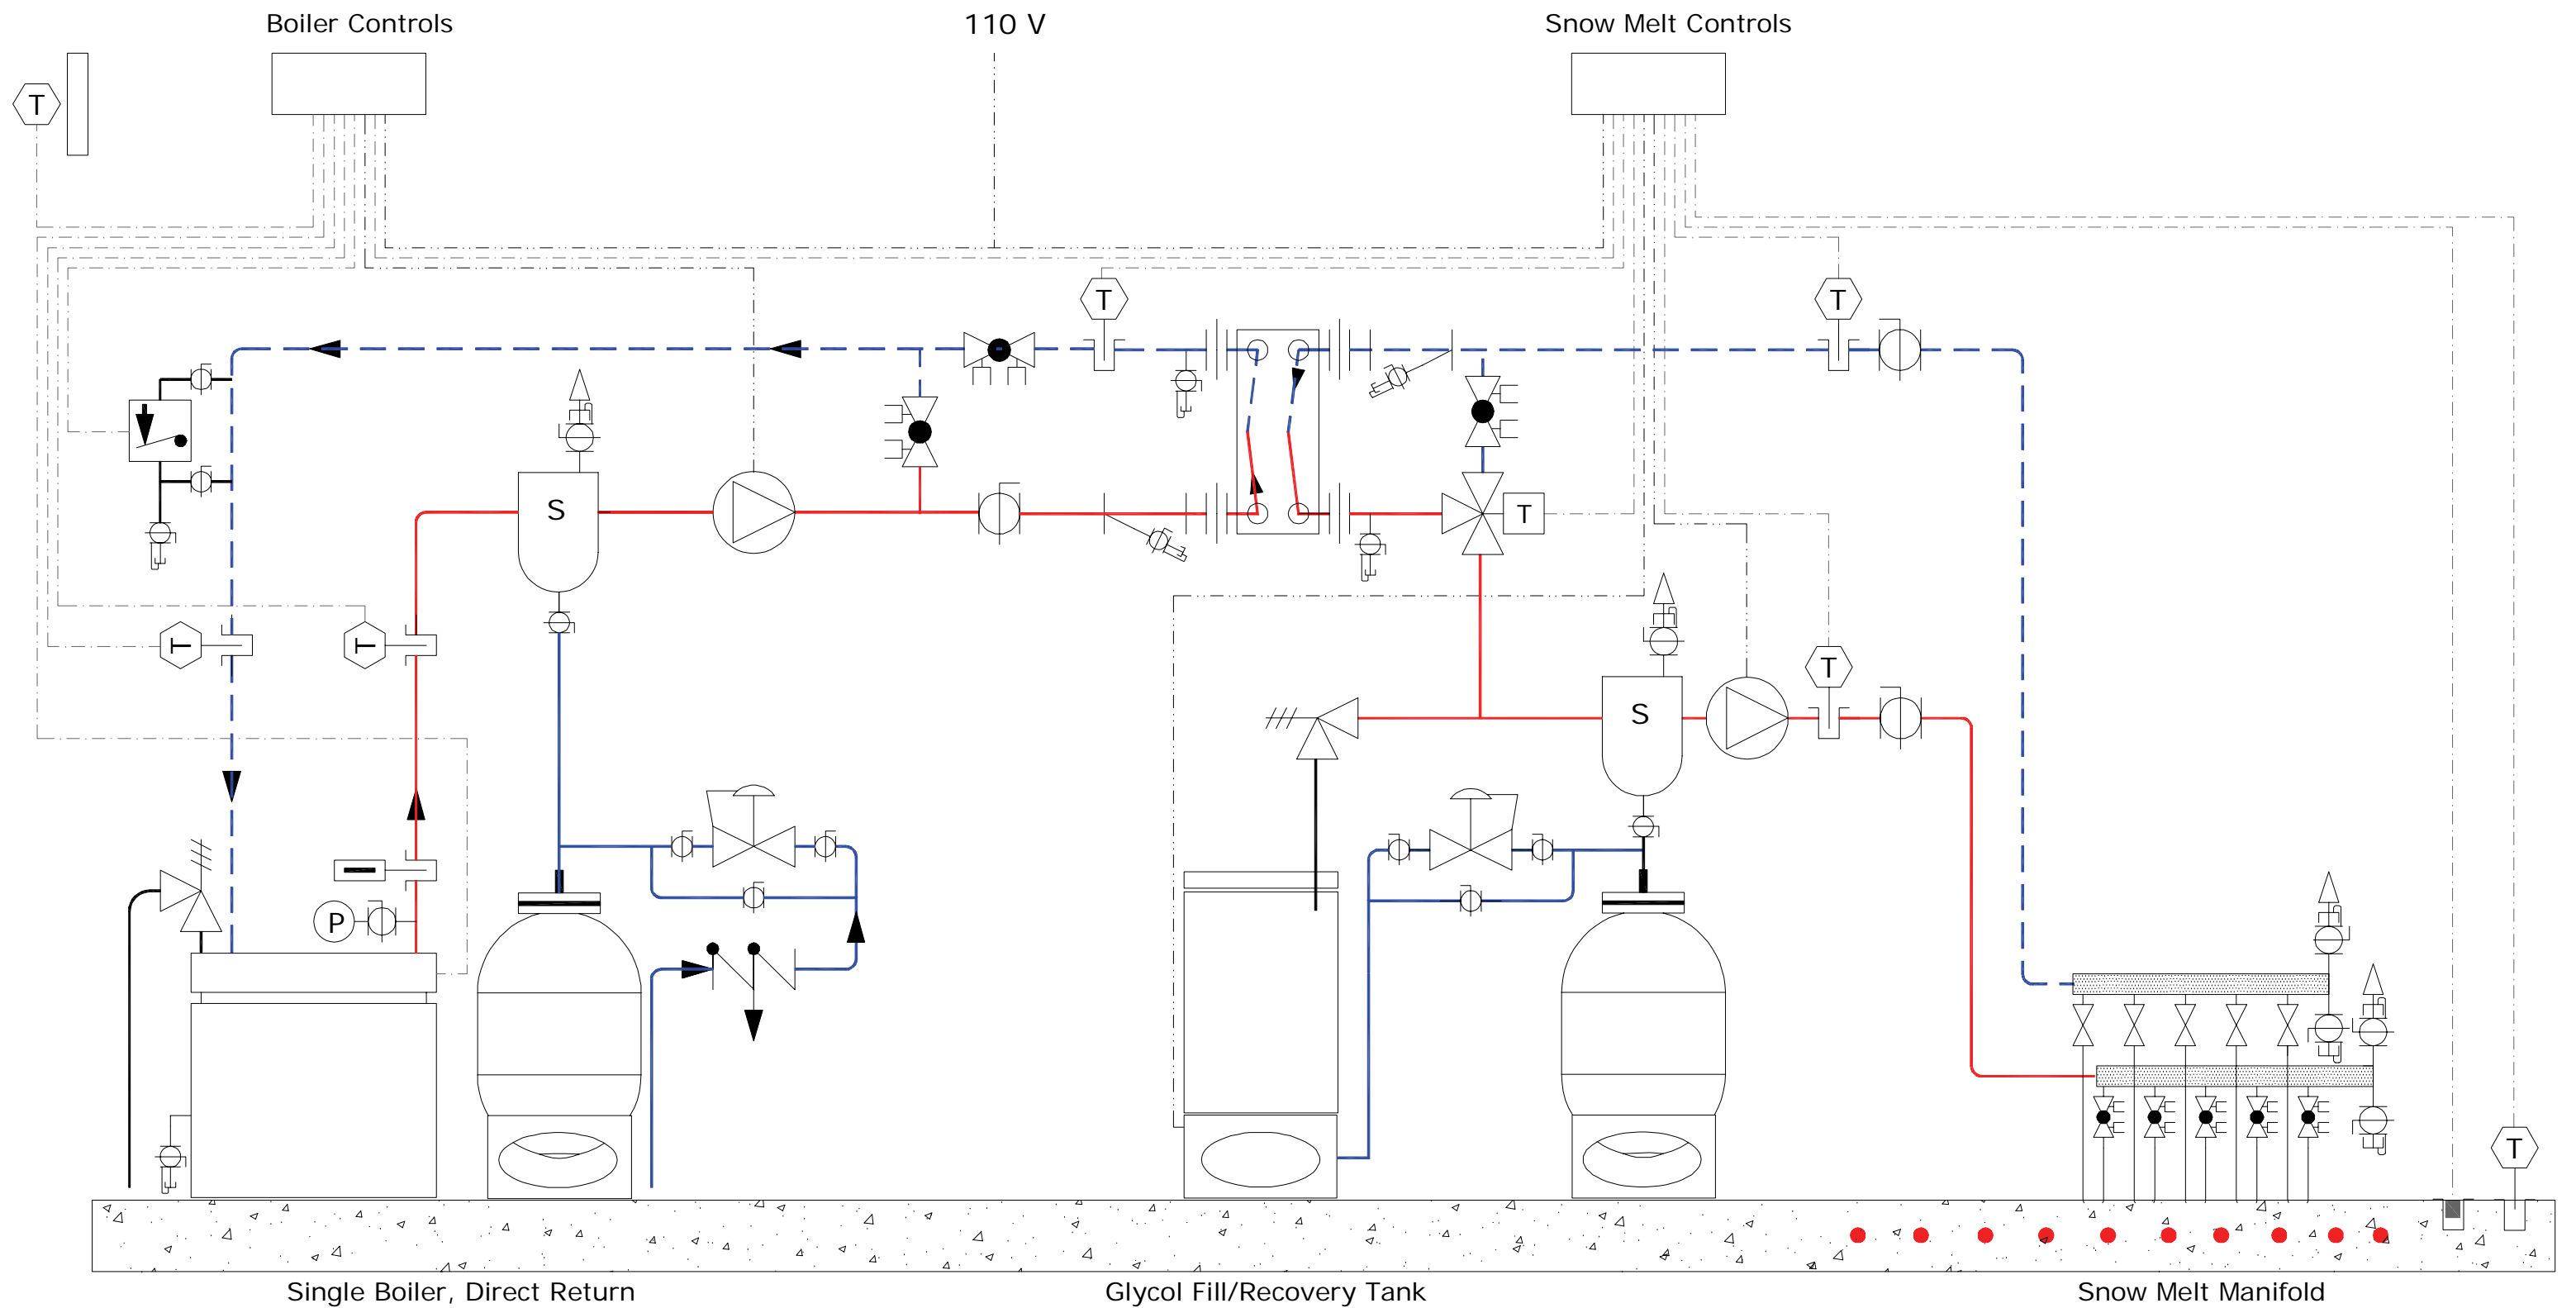 Boiler Controls
110 V
Snow Melt Controls
T
T
T
S
T
S
T
T
T
P
T
Single Boiler, Direct Return
Glycol Fill/Recovery Tank
Snow Melt Manifold